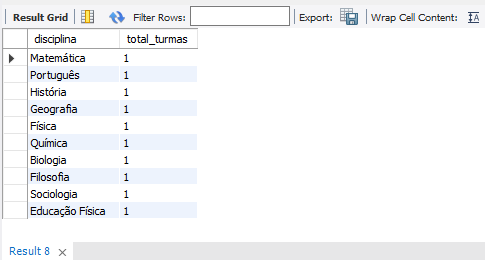 Result Grid Filter Rows: Export: Wrap Cell Content: IA
disciplina total_turmas
Matemática 1
Português 1
História 1
Geografia 1
Física 1
Química 1
Biologia 1
Filosofia 1
Sociologia 1
Educação Física 1
Result 8 ×